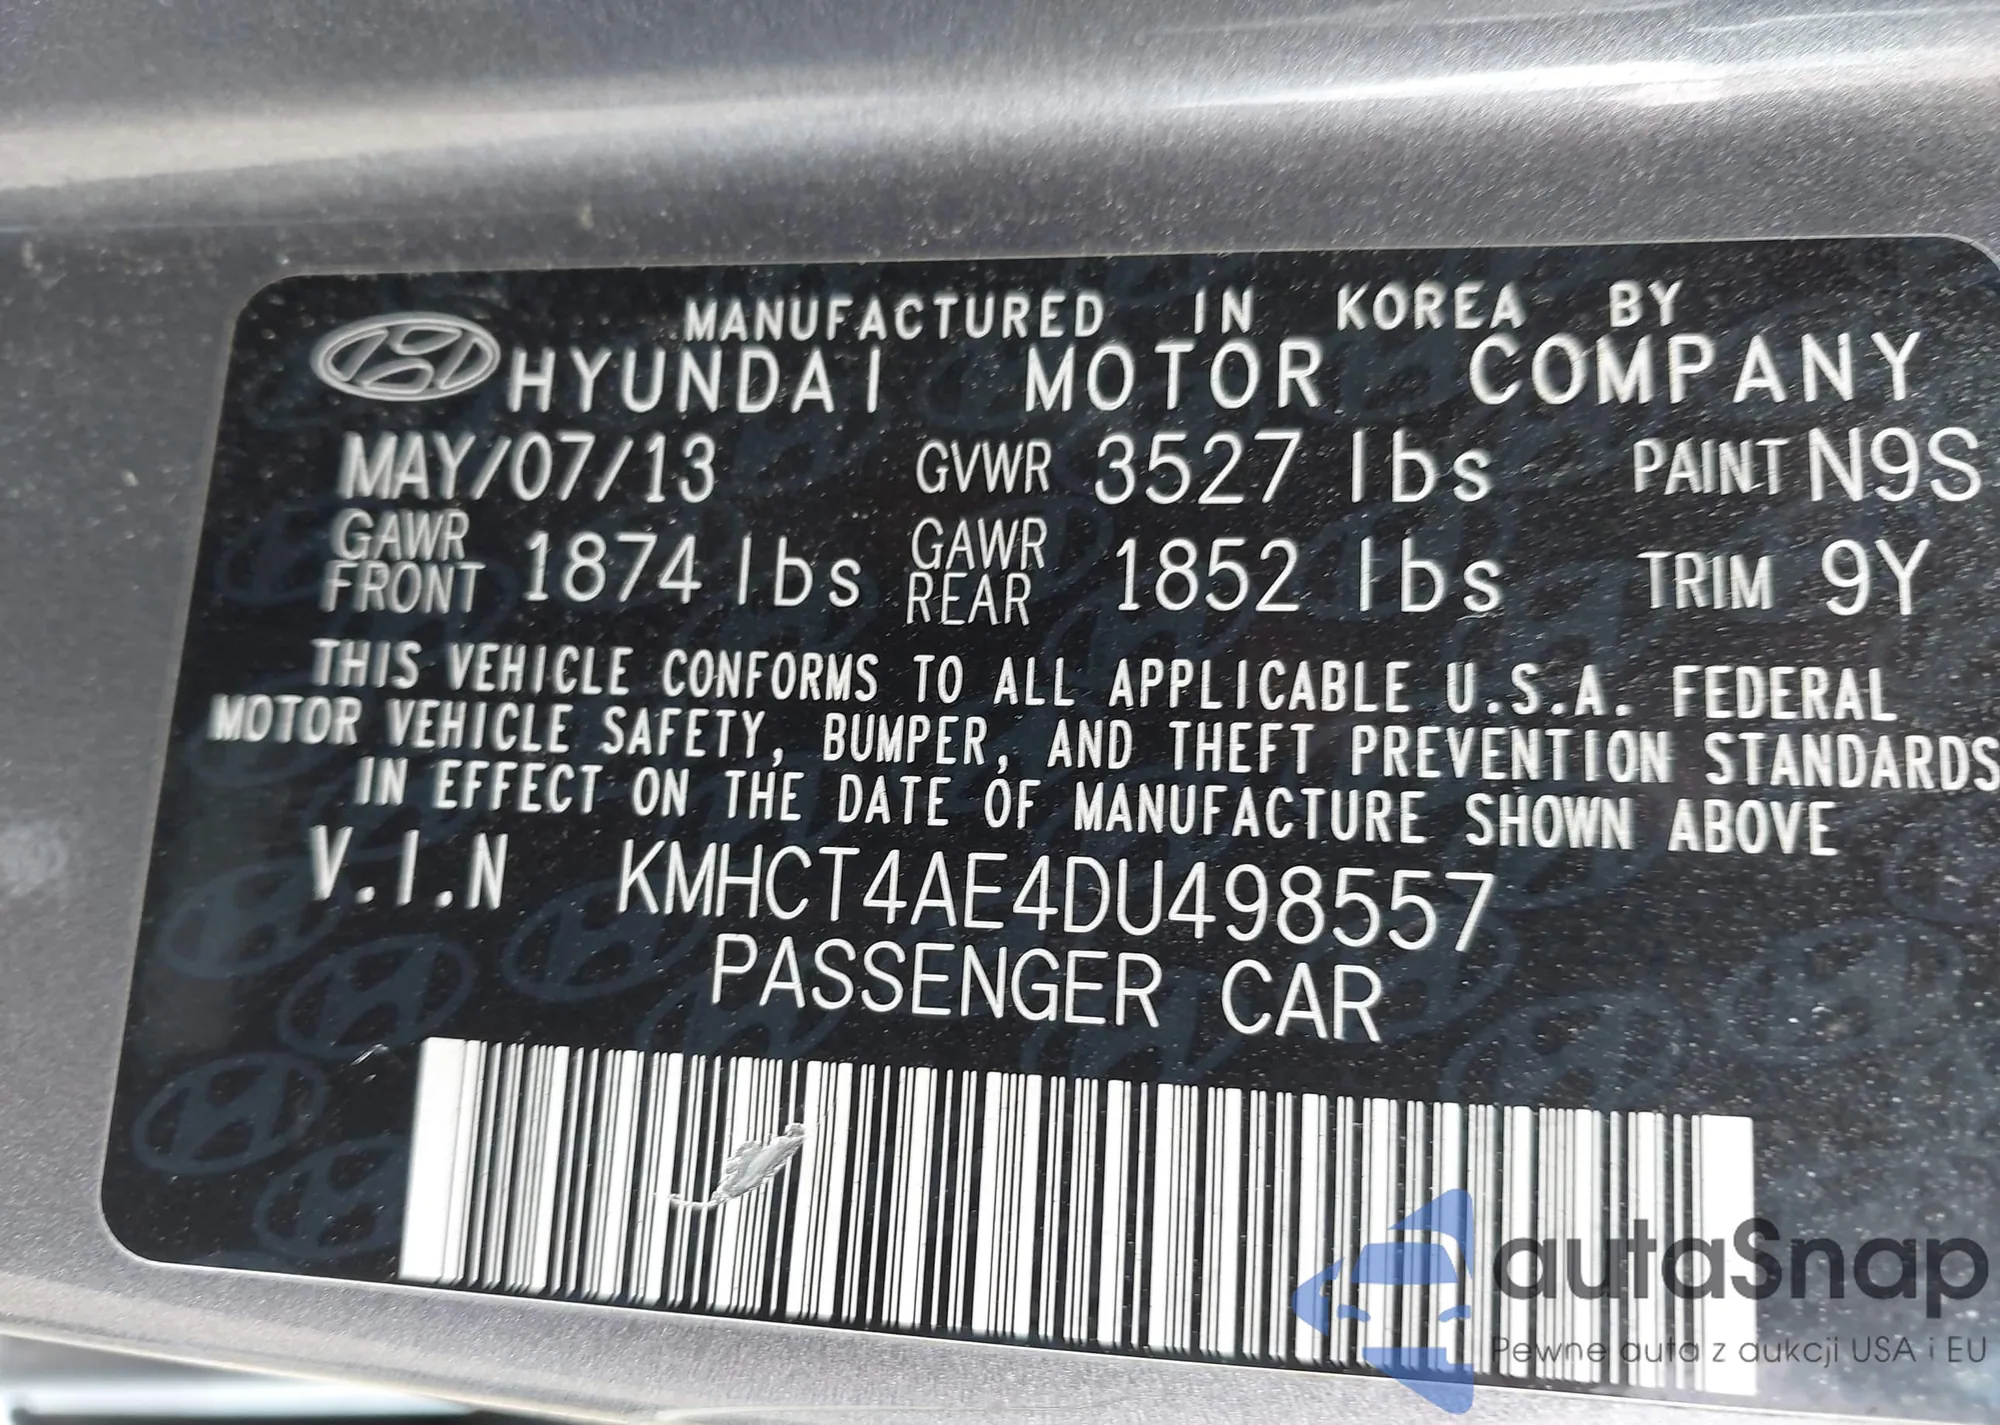 MANUFACTURED IN KOREA BY
HYUNDAI MOTOR COMPANY
MAY/07/13 GVWR 3527 lbs PAINT N9S
GAWR FRONT 1874 lbs GAWR REAR 1852 lbs TRIM 9Y
THIS VEHICLE CONFORMS TO ALL APPLICABLE U.S.A. FEDERAL
MOTOR VEHICLE SAFETY, BUMPER, AND THEFT PREVENTION STANDARDS
IN EFFECT ON THE DATE OF MANUFACTURE SHOWN ABOVE
V.I.N KMHCT4AE4DU498557
PASSENGER CAR
autaSnap
Pewne auta z aukcji USA i EU